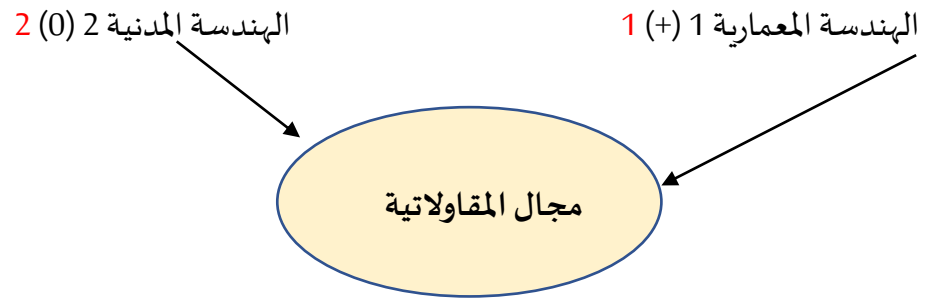 الهندسة المعمارية 1 (+) 1
الهندسة المدنية 2 (0) 2
مجال المقاولاتية